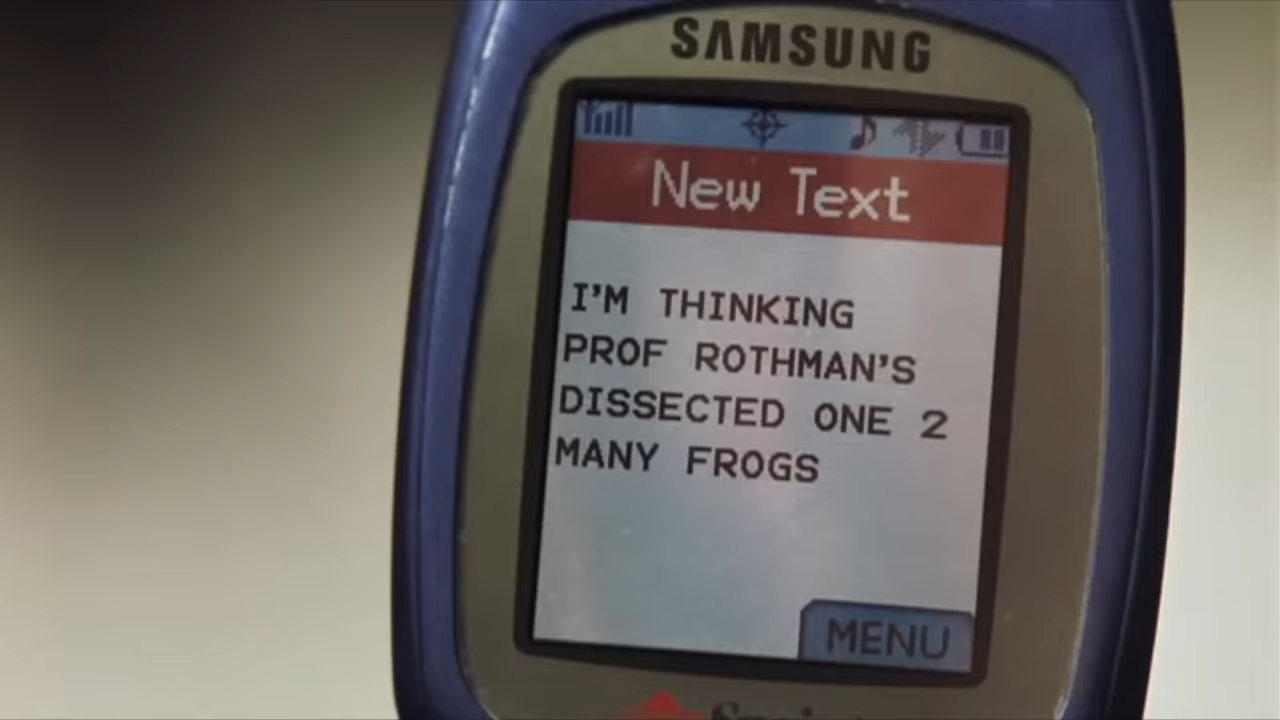 SAMSUNG
New Text
I'M THINKING
PROF ROTHMAN'S
DISSECTED ONE 2
MANY FROGS
MENU